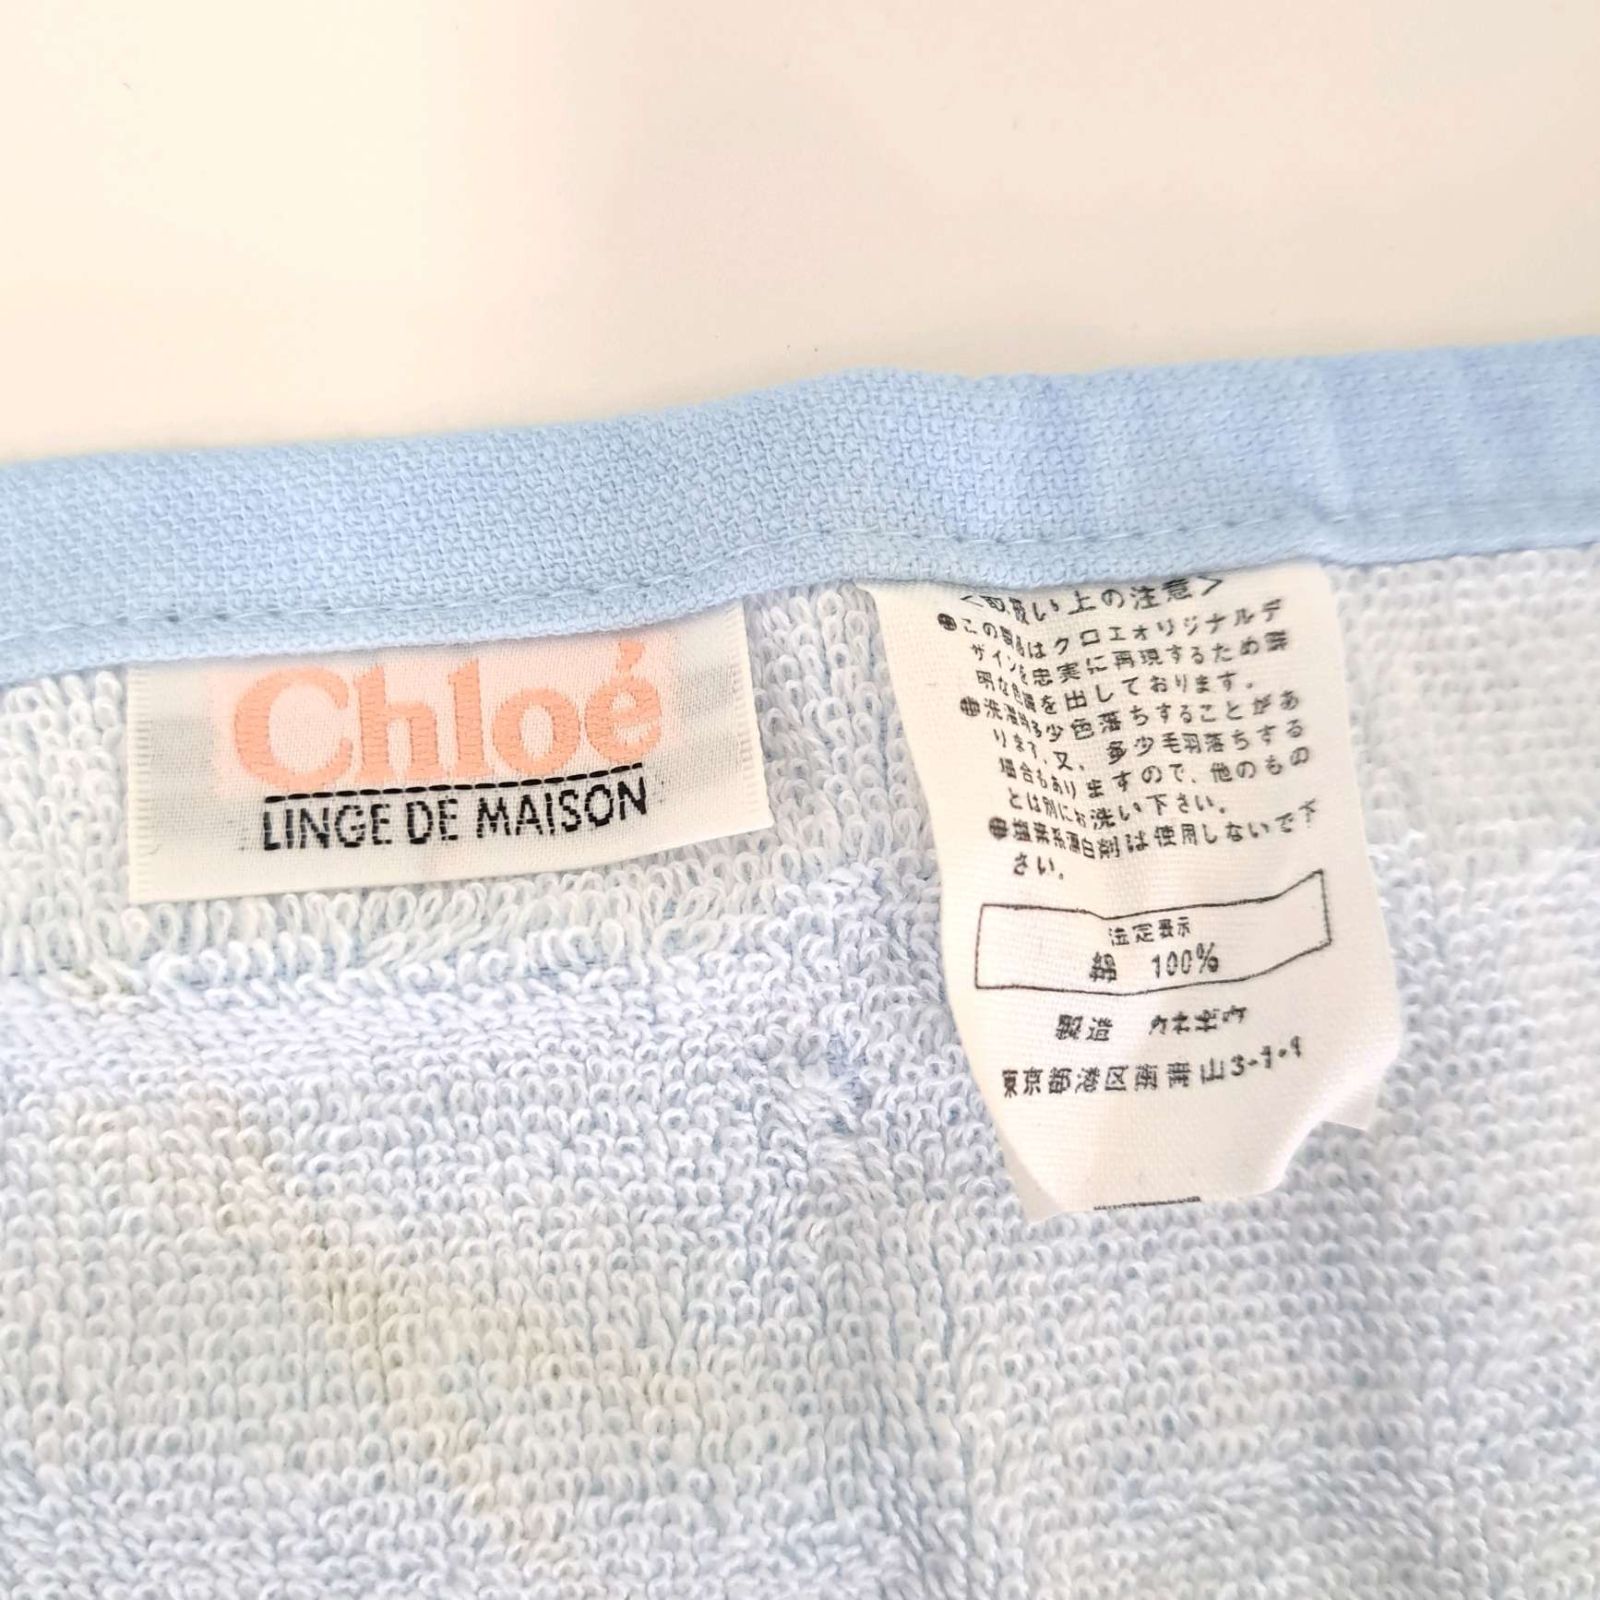 Chloé
LINGE DE MAISON
<取扱い上の注意>
●この製品はクロエオリジナルデ
ザインを忠実に再現するため鮮
明な色調を出しております。
●洗濯時多少色落ちすることがあ
ります。又、多少毛羽落ちする
場合もありますので、他のもの
とは別にお洗い下さい。
●塩素系漂白剤は使用しないで下
さい。
法定表示
綿 100%
製造 カネボウ
東京都港区南青山3-1-1